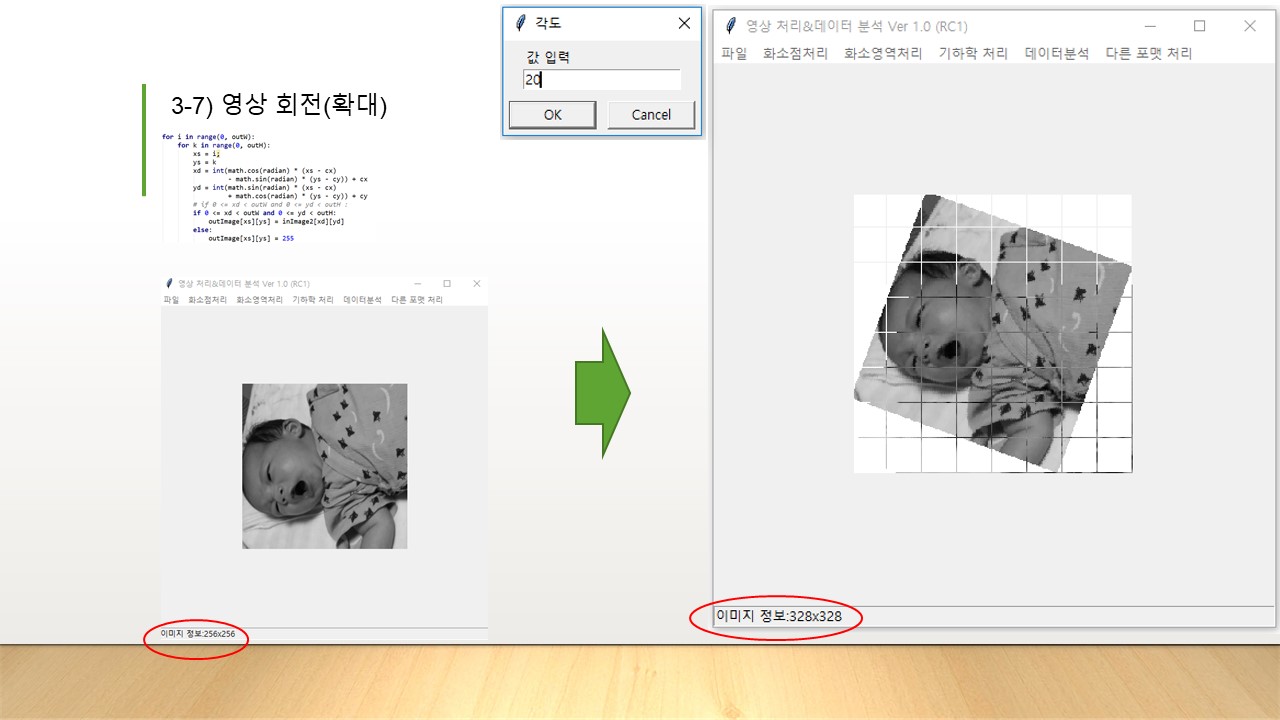 3-7) 영상 회전(확대)
for i in range(0, outW):
for k in range(0, outH):
xs = i;
ys = k
xd = int(math.cos(radian) * (xs - cx)
- math.sin(radian) * (ys - cy)) + cx
yd = int(math.sin(radian) * (xs - cx)
+ math.cos(radian) * (ys - cy)) + cy
# if 0 <= xd < outW and 0 <= yd < outH :
if 0 <= xd < outW and 0 <= yd < outH:
outImage[xs][ys] = inImage2[xd][yd]
else:
outImage[xs][ys] = 255
영상 처리&데이터 분석 Ver 1.0 (RC1)
파일 화소점처리 화소영역처리 기하학 처리 데이터분석 다른 포맷 처리
이미지 정보:256x256
각도
값 입력
20
OK Cancel
영상 처리&데이터 분석 Ver 1.0 (RC1)
파일 화소점처리 화소영역처리 기하학 처리 데이터분석 다른 포맷 처리
이미지 정보:328x328